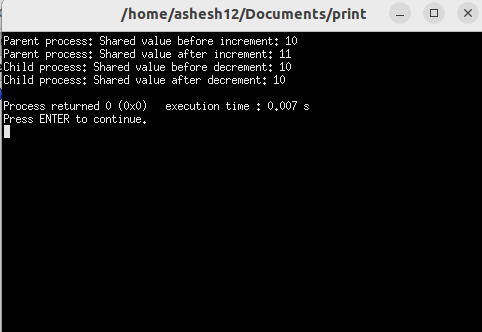 /home/ashesh12/Documents/print
Parent process: Shared value before increment: 10
Parent process: Shared value after increment: 11
Child process: Shared value before decrement: 10
Child process: Shared value after decrement: 10
Process returned 0 (0x0)   execution time : 0.007 s
Press ENTER to continue.